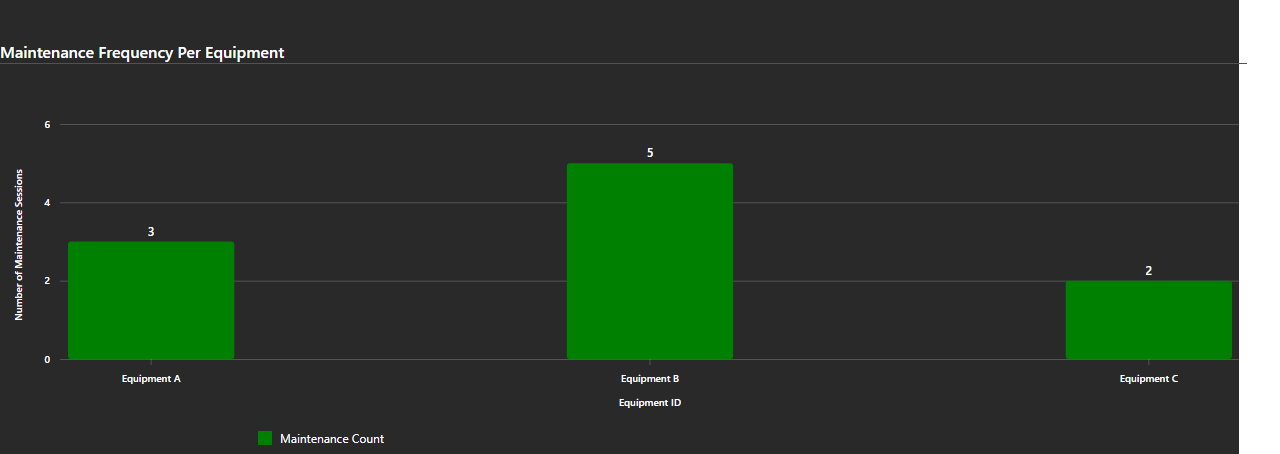 Maintenance Frequency Per Equipment
6
5
4
3
2
2
0
Number of Maintenance Sessions
Equipment A
Equipment B
Equipment C
Equipment ID
Maintenance Count